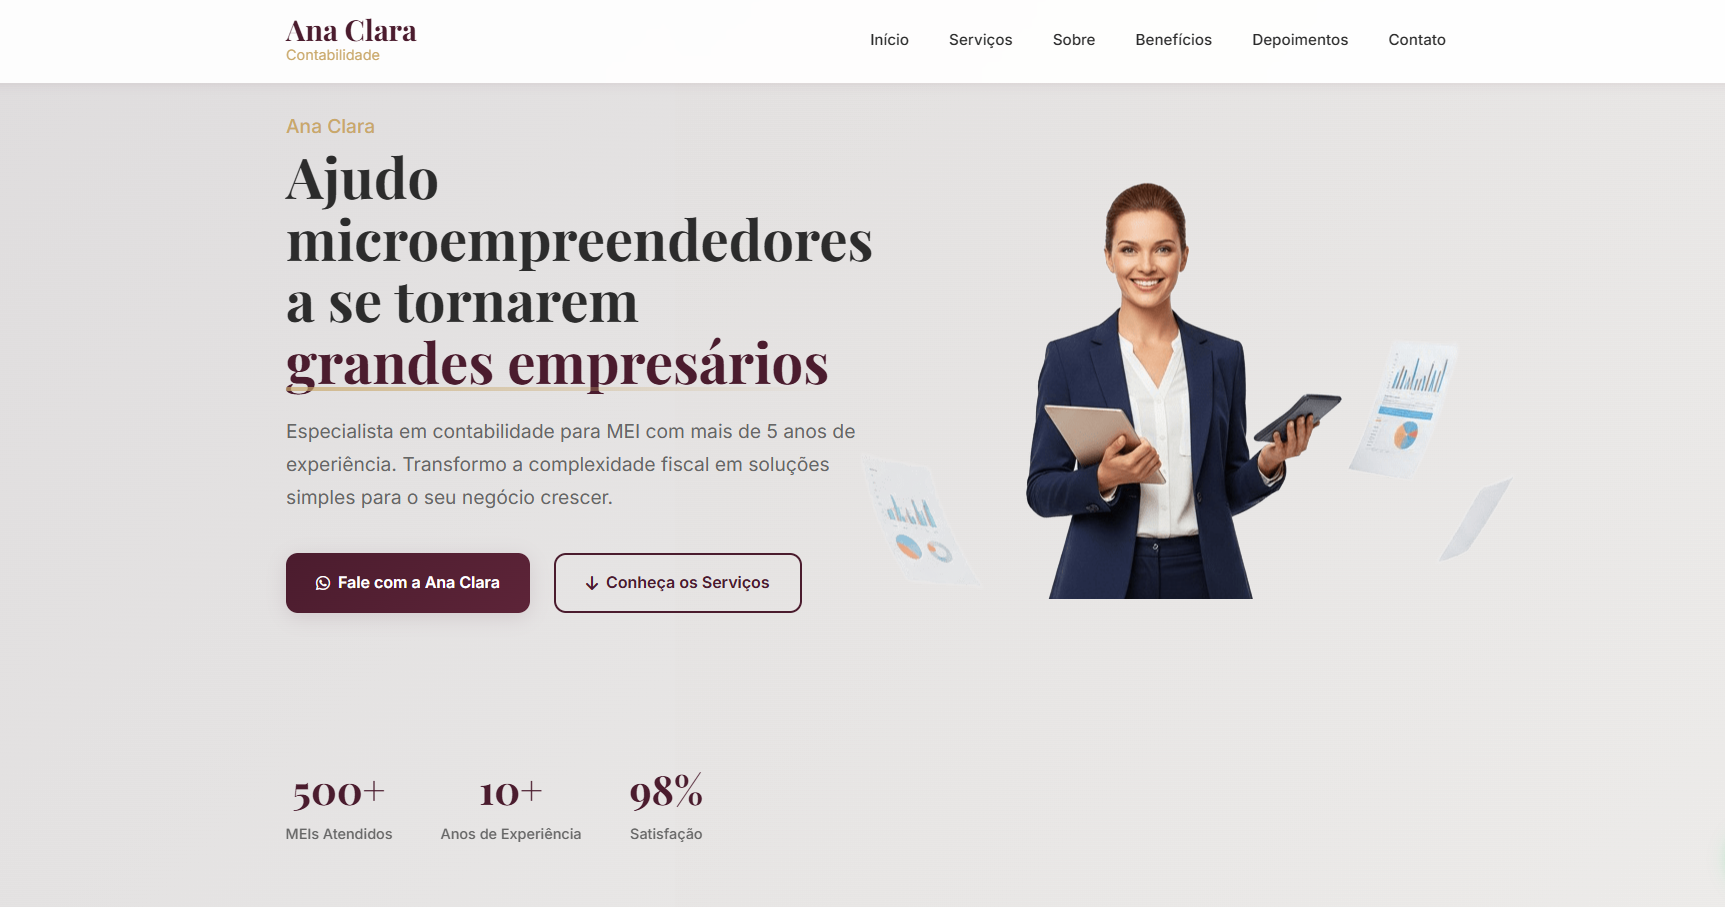 Ana Clara
Contabilidade
Início
Serviços
Sobre
Benefícios
Depoimentos
Contato
Ana Clara
Ajudo
microempreendedores
a se tornarem
grandes empresários
Especialista em contabilidade para MEI com mais de 5 anos de
experiência. Transformo a complexidade fiscal em soluções
simples para o seu negócio crescer.
Fale com a Ana Clara
Conheça os Serviços
500+
MEIs Atendidos
10+
Anos de Experiência
98%
Satisfação